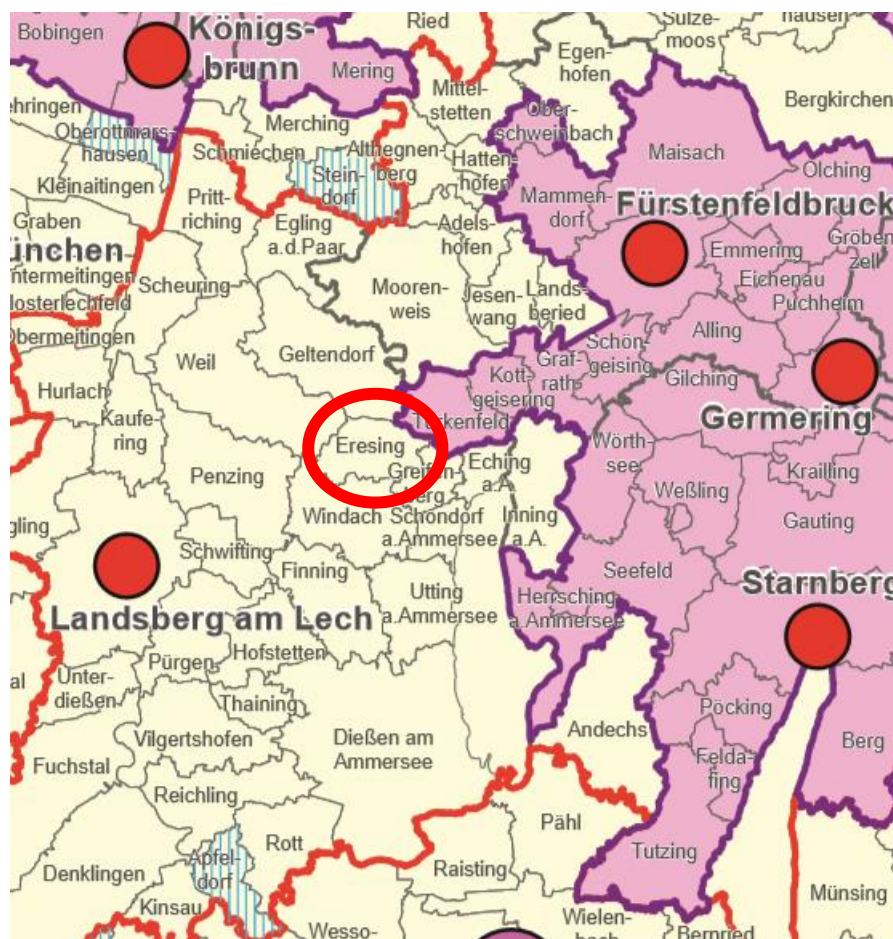 Bobingen
Königs-
brunn
Mering
Ried
Sulze-
moos
hausen
Egen-
hofen
Bergkirchen
Mittel-
stetten
ehringen
Oberottmars-
hausen
Merching
Schmiechen
Althegnen-
berg
Hatten-
hofen
Ober-
schweinbach
Maisach
Olching
Kleinaitingen
Stein-
dorf
Mammen-
dorf
Fürstenfeldbruck
Graben
Pritt-
riching
Egling
a.d.Paar
Adels-
hofen
Emmering
Gröben-
zell
ünchen
ntermeitingen
losterlechfeld
Obermeitingen
Scheuring
Mooren-
weis
Jesen-
wang
Lands-
beried
Eichenau
Puchheim
Alling
Weil
Geltendorf
Schön-
geising
Graf-
rath
Kott-
geisering
Gilching
Hurlach
Kaufe-
ring
Türkenfeld
Germering
Eresing
Greifen-
berg
Eching
a.A.
Wörth-
see
Krailling
Penzing
Weßling
Windach
Schondorf
a.Ammersee
Inning
a.A.
Gauting
gling
Schwifting
Finning
Seefeld
Starnberg
Utting
a.Ammersee
Herrsching
a.Ammersee
Landsberg am Lech
Hofstetten
Pürgen
Unter-
dießen
al
Thaining
Pöcking
Andechs
Berg
Vilgertshofen
Dießen am
Ammersee
Fuchstal
Felda-
fing
Reichling
Pähl
Rott
Apfel-
dorf
Tutzing
Raisting
Denklingen
Münsing
Kinsau
Wesso-
Wielen-
bach
Bernried